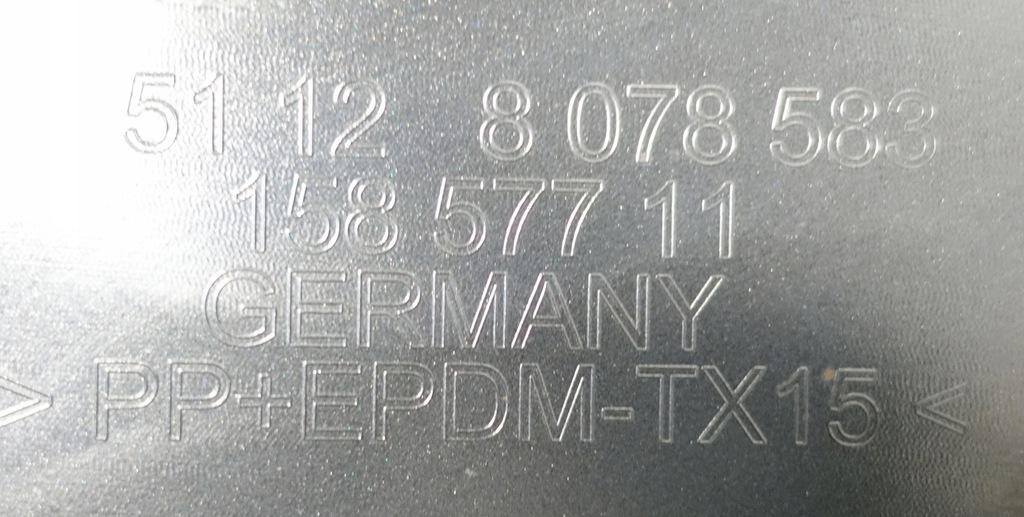 51 12 8 078 583
158 577 11
GERMANY
> PP+EPDM-TX15 <